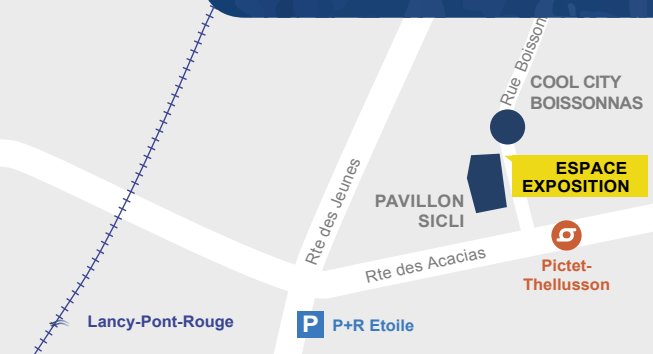 Rue Boisson
COOL CITY
BOISSONNAS
ESPACE
EXPOSITION
PAVILLON
SICLI
Rte des Jeunes
Rte des Acacias
Pictet-
Thellusson
Lancy-Pont-Rouge
P
P+R Etoile